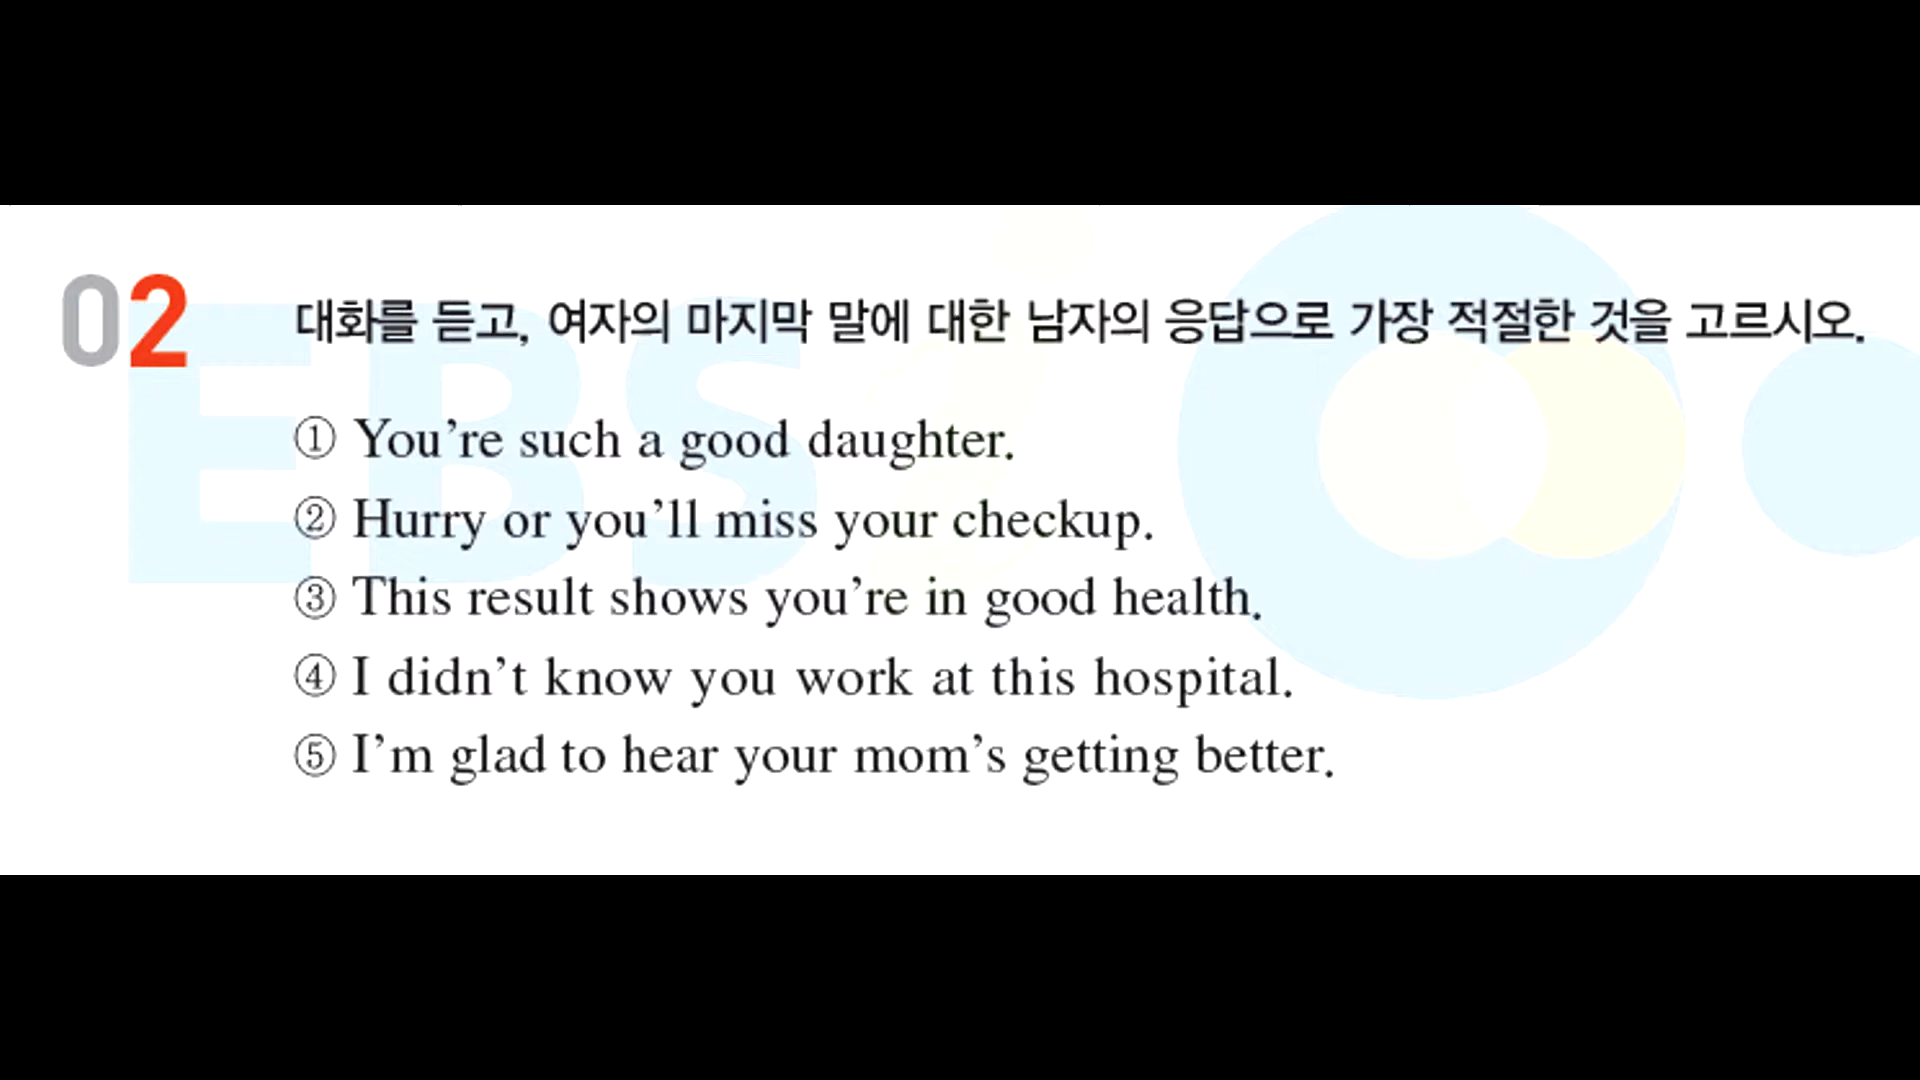 02 대화를 듣고, 여자의 마지막 말에 대한 남자의 응답으로 가장 적절한 것을 고르시오.
① You’re such a good daughter.
② Hurry or you’ll miss your checkup.
③ This result shows you’re in good health.
④ I didn’t know you work at this hospital.
⑤ I’m glad to hear your mom’s getting better.
EBS